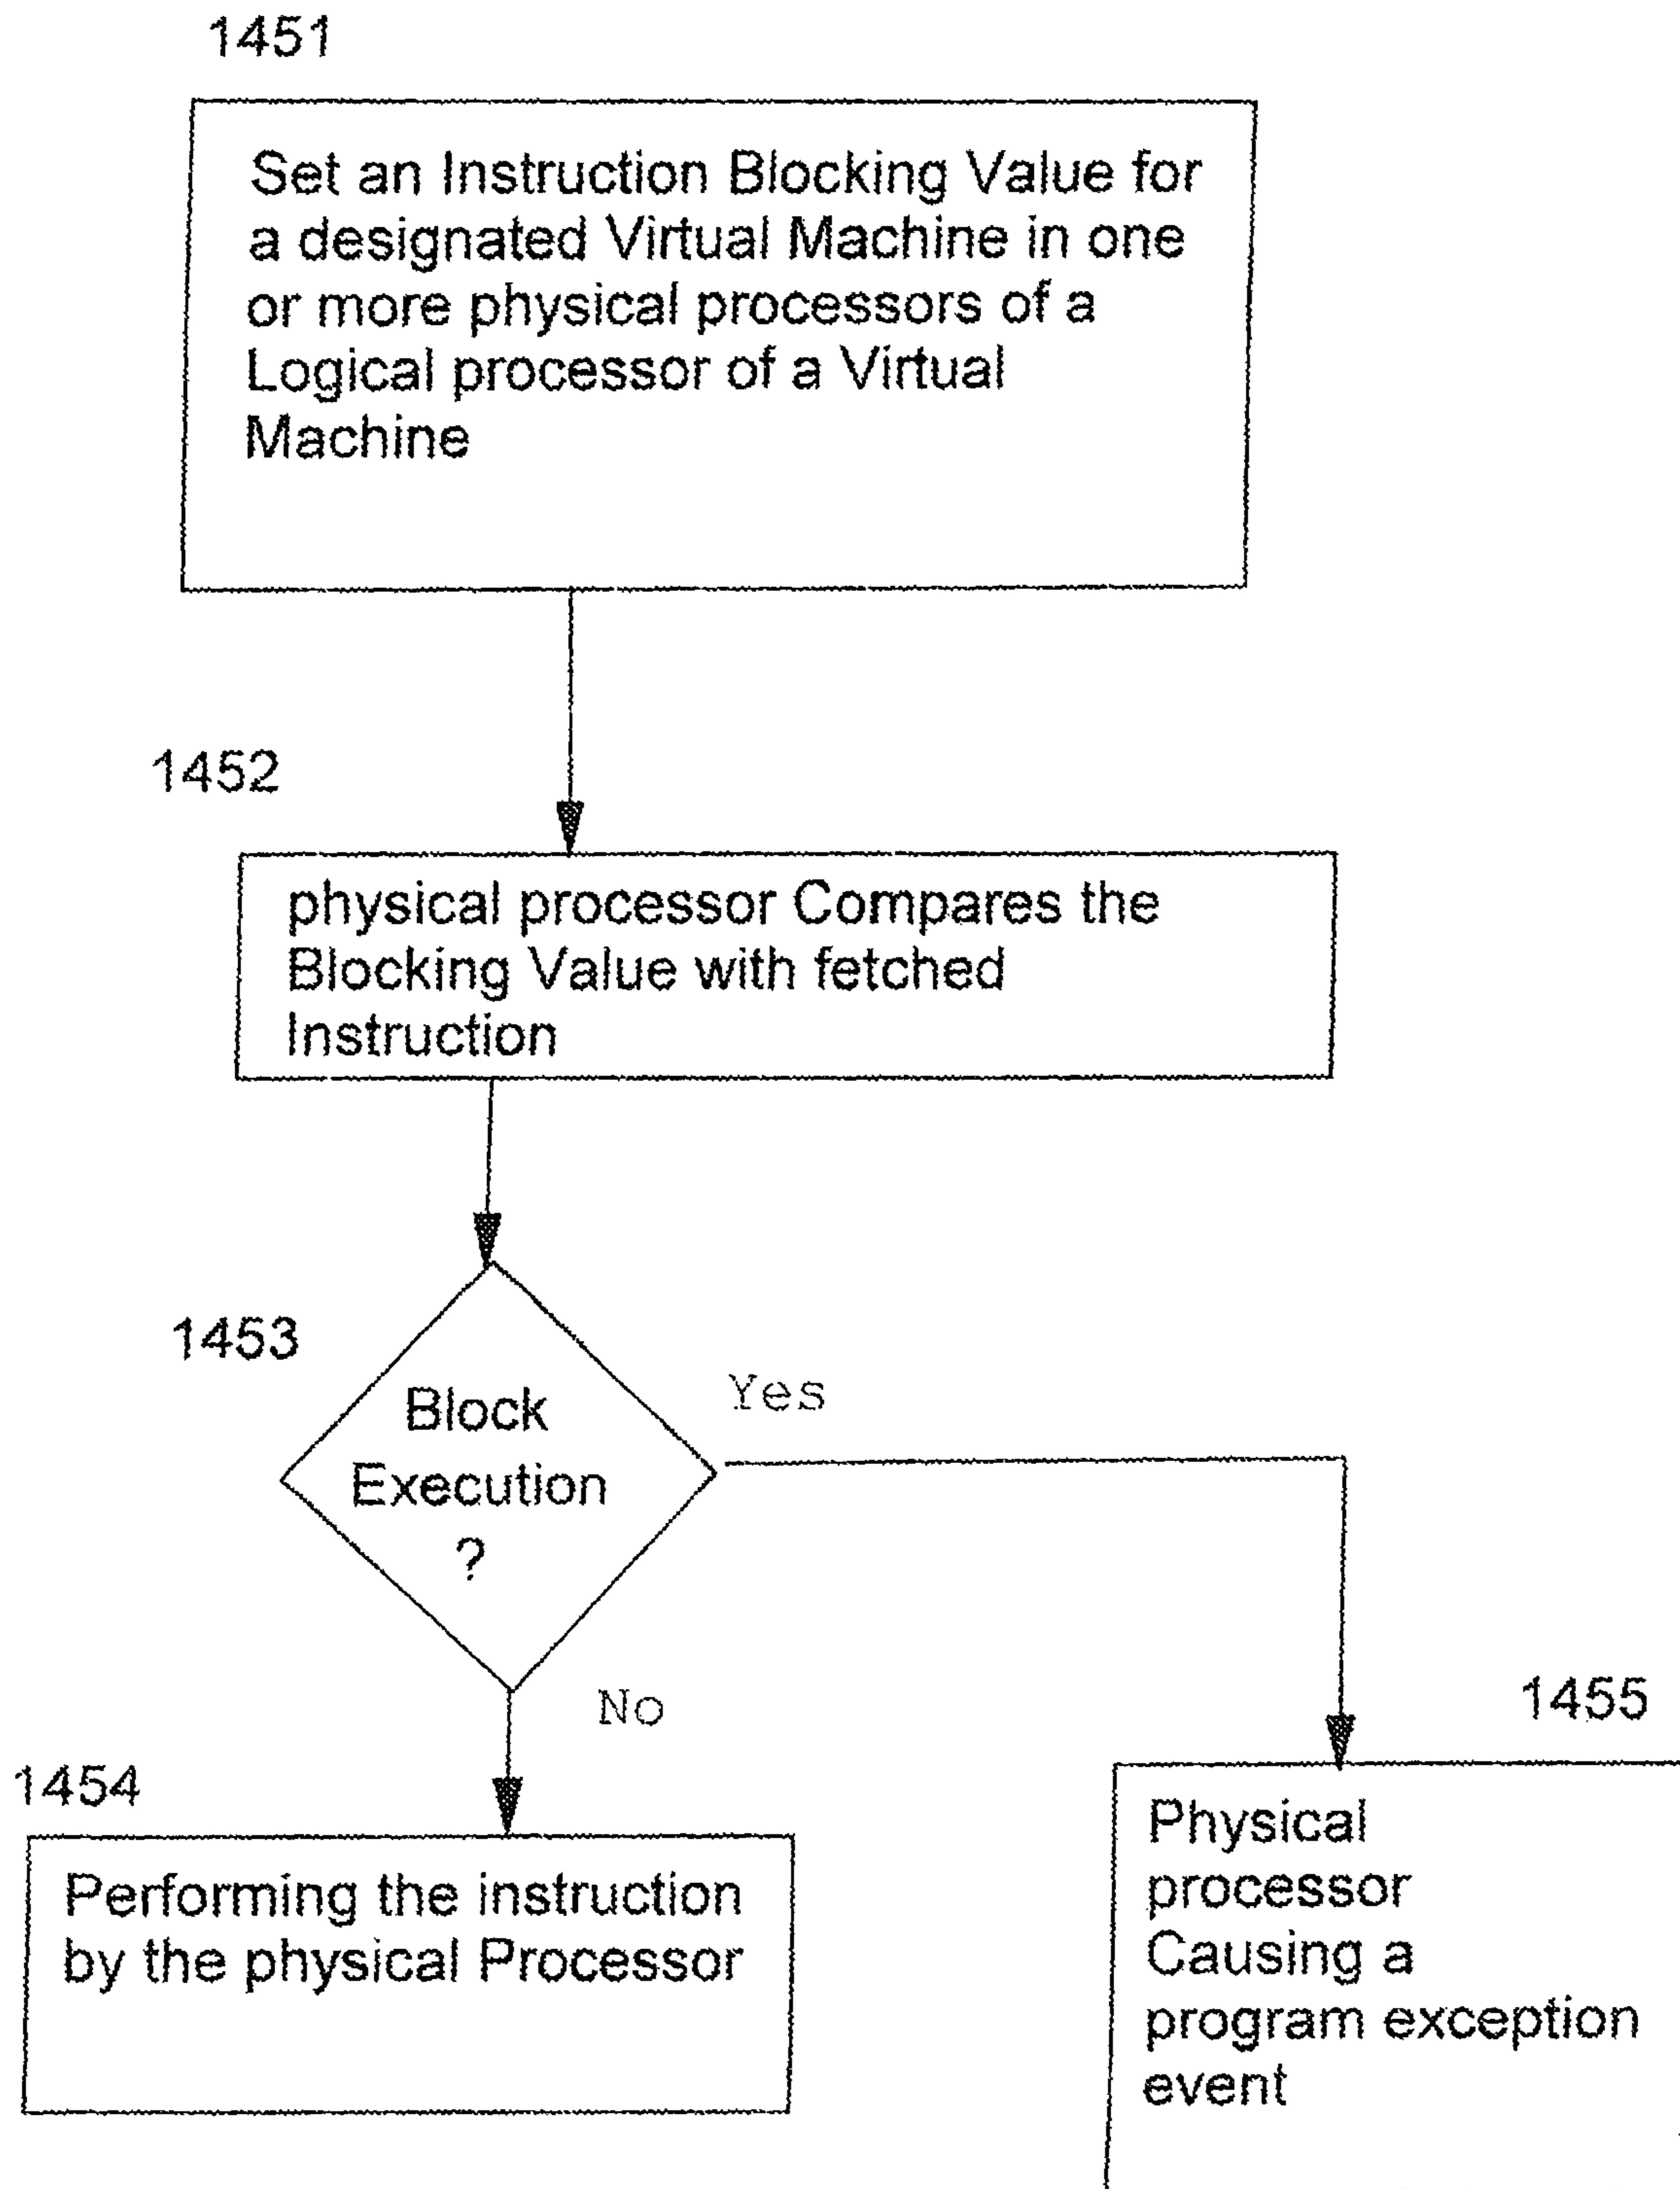 1451
Set an Instruction Blocking Value for
a designated Virtual Machine in one
or more physical processors of a
Logical processor of a Virtual
Machine
1452
physical processor Compares the
Blocking Value with fetched
Instruction
1453
Block
Execution
?
Yes
No
1454
Performing the instruction
by the physical Processor
1455
Physical
processor
Causing a
program exception
event